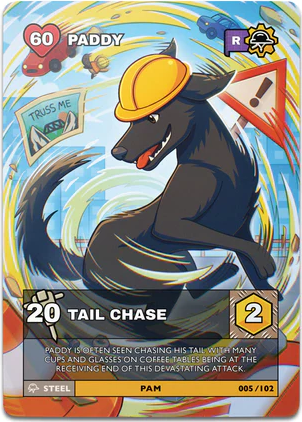 60 PADDY
R
TRUSS ME
!
20 TAIL CHASE
2
PADDY IS OFTEN SEEN CHASING HIS TAIL WITH MANY
CUPS AND GLASSES ON COFFEE TABLES BEING AT THE
RECEIVING END OF THIS DEVASTATING ATTACK.
STEEL PAM 005/102